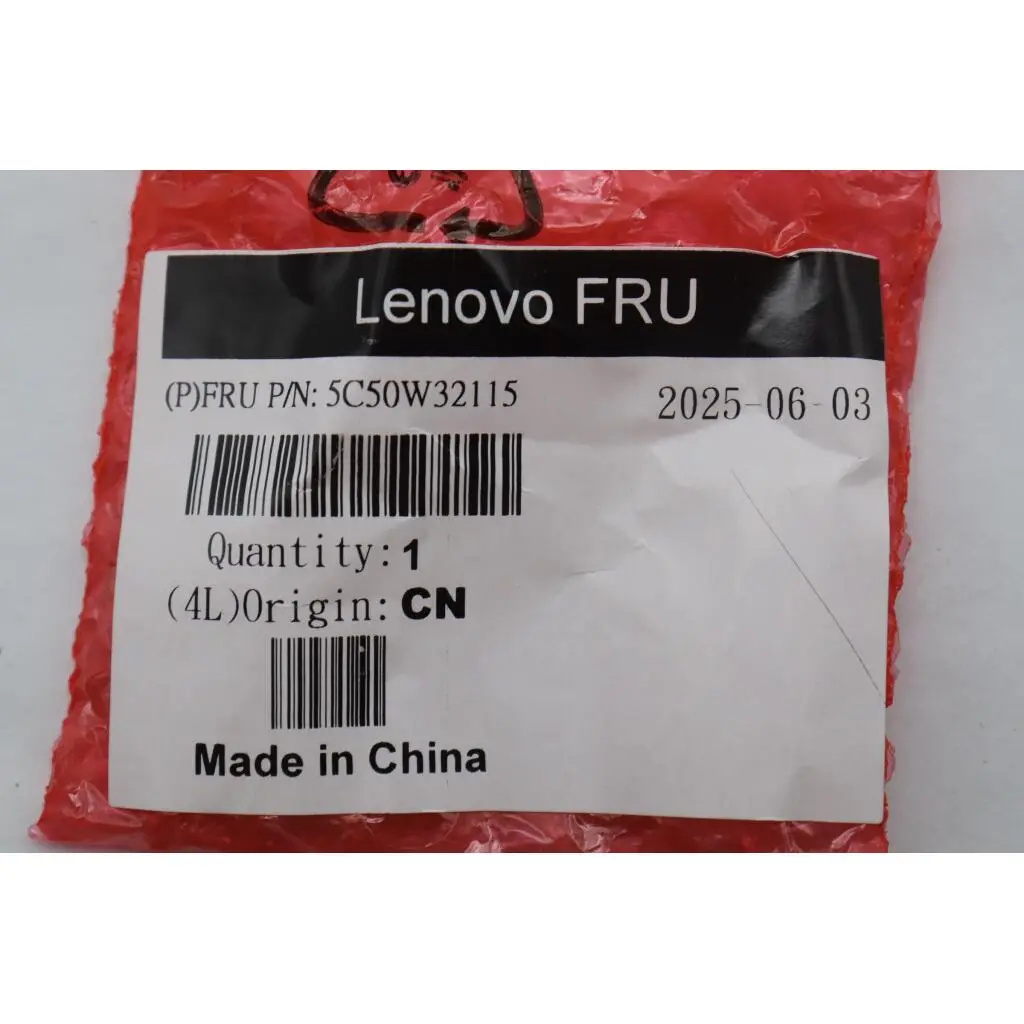 Lenovo FRU
(P)FRU P/N: 5C50W32115
2025-06-03
Quantity: 1
(4L)Origin: CN
Made in China